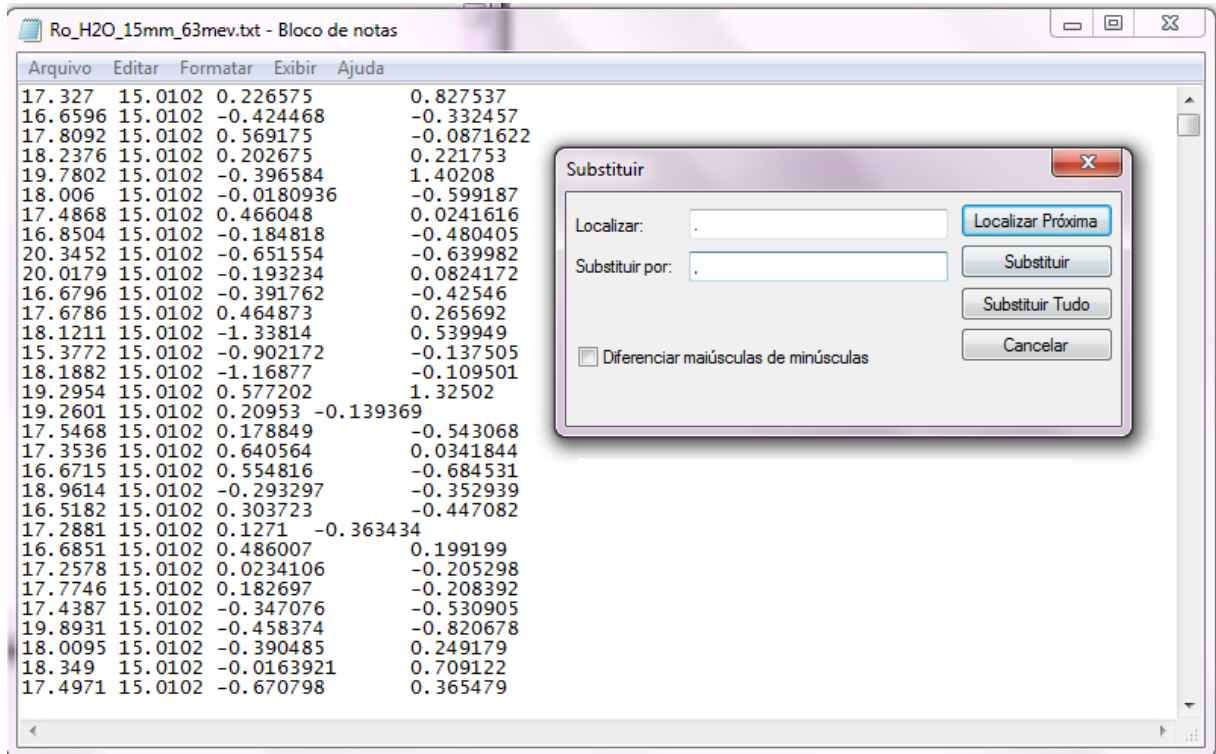 Ro_H2O_15mm_63mev.txt - Bloco de notas
Arquivo Editar Formatar Exibir Ajuda
17.327 15.0102 0.226575 0.827537
16.6596 15.0102 -0.424468 -0.332457
17.8092 15.0102 0.569175 -0.0871622
18.2376 15.0102 0.202675 0.221753
19.7802 15.0102 -0.396584 1.40208
18.006 15.0102 -0.0180936 -0.599187
17.4868 15.0102 0.466048 0.0241616
16.8504 15.0102 -0.184818 -0.480405
20.3452 15.0102 -0.651554 -0.639982
20.0179 15.0102 -0.193234 0.0824172
16.6796 15.0102 -0.391762 -0.42546
17.6786 15.0102 0.464873 0.265692
18.1211 15.0102 -1.33814 0.539949
15.3772 15.0102 -0.902172 -0.137505
18.1882 15.0102 -1.16877 -0.109501
19.2954 15.0102 0.577202 1.32502
19.2601 15.0102 0.20953 -0.139369
17.5468 15.0102 0.178849 -0.543068
17.3536 15.0102 0.640564 0.0341844
16.6715 15.0102 0.554816 -0.684531
18.9614 15.0102 -0.293297 -0.352939
16.5182 15.0102 0.303723 -0.447082
17.2881 15.0102 0.1271 -0.363434
16.6851 15.0102 0.486007 0.199199
17.2578 15.0102 0.0234106 -0.205298
17.7746 15.0102 0.182697 -0.208392
17.4387 15.0102 -0.347076 -0.530905
19.8931 15.0102 -0.458374 -0.820678
18.0095 15.0102 -0.390485 0.249179
18.349 15.0102 -0.0163921 0.709122
17.4971 15.0102 -0.670798 0.365479
Substituir
Localizar: .
Localizar Próxima
Substituir por: ,
Substituir
Substituir Tudo
Cancelar
Diferenciar maiúsculas de minúsculas